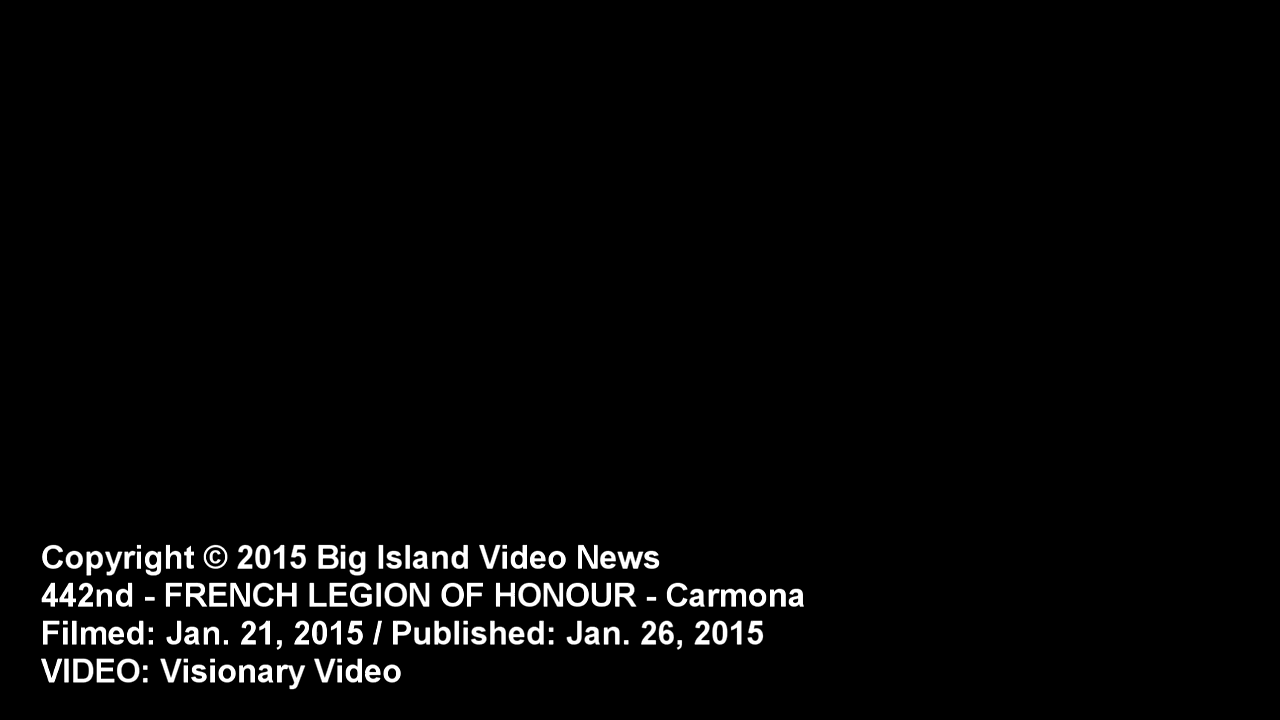 Copyright © 2015 Big Island Video News
442nd - FRENCH LEGION OF HONOUR - Carmona
Filmed: Jan. 21, 2015 / Published: Jan. 26, 2015
VIDEO: Visionary Video